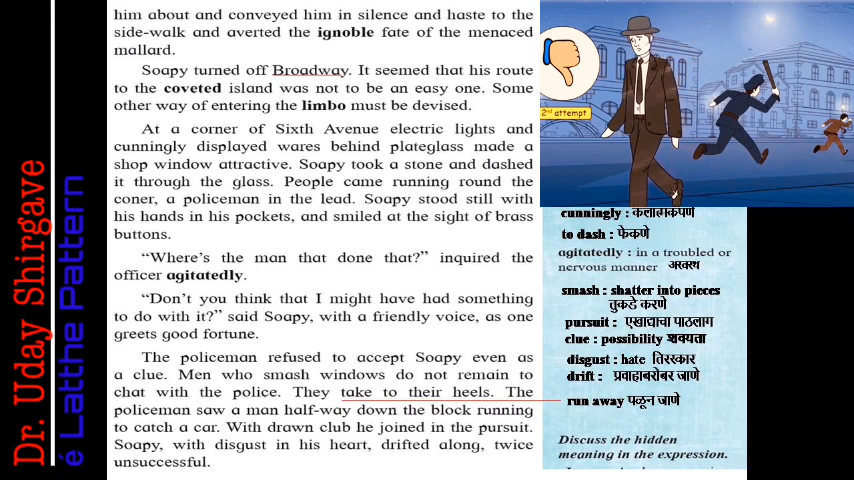 Dr. Uday Shirgave
é Latthe Pattern
him about and conveyed him in silence and haste to the
side-walk and averted the ignoble fate of the menaced
mallard.
Soapy turned off Broadway. It seemed that his route
to the coveted island was not to be an easy one. Some
other way of entering the limbo must be devised.
At a corner of Sixth Avenue electric lights and
cunningly displayed wares behind plateglass made a
shop window attractive. Soapy took a stone and dashed
it through the glass. People came running round the
coner, a policeman in the lead. Soapy stood still with
his hands in his pockets, and smiled at the sight of brass
buttons.
“Where's the man that done that?” inquired the
officer agitatedly.
“Don't you think that I might have had something
to do with it?” said Soapy, with a friendly voice, as one
greets good fortune.
The policeman refused to accept Soapy even as
a clue. Men who smash windows do not remain to
chat with the police. They take to their heels. The
policeman saw a man half-way down the block running
to catch a car. With drawn club he joined in the pursuit.
Soapy, with disgust in his heart, drifted along, twice
unsuccessful.
2nd attempt
cunningly : कलात्मकपणे
to dash : फेकणे
agitatedly : in a troubled or
nervous manner अस्वस्थ
smash : shatter into pieces
तुकडे करणे
pursuit : एखाद्याचा पाठलाग
clue : possibility शक्यता
disgust : hate तिरस्कार
drift : प्रवाहाबरोबर जाणे
run away पळून जाणे
Discuss the hidden
meaning in the expression.